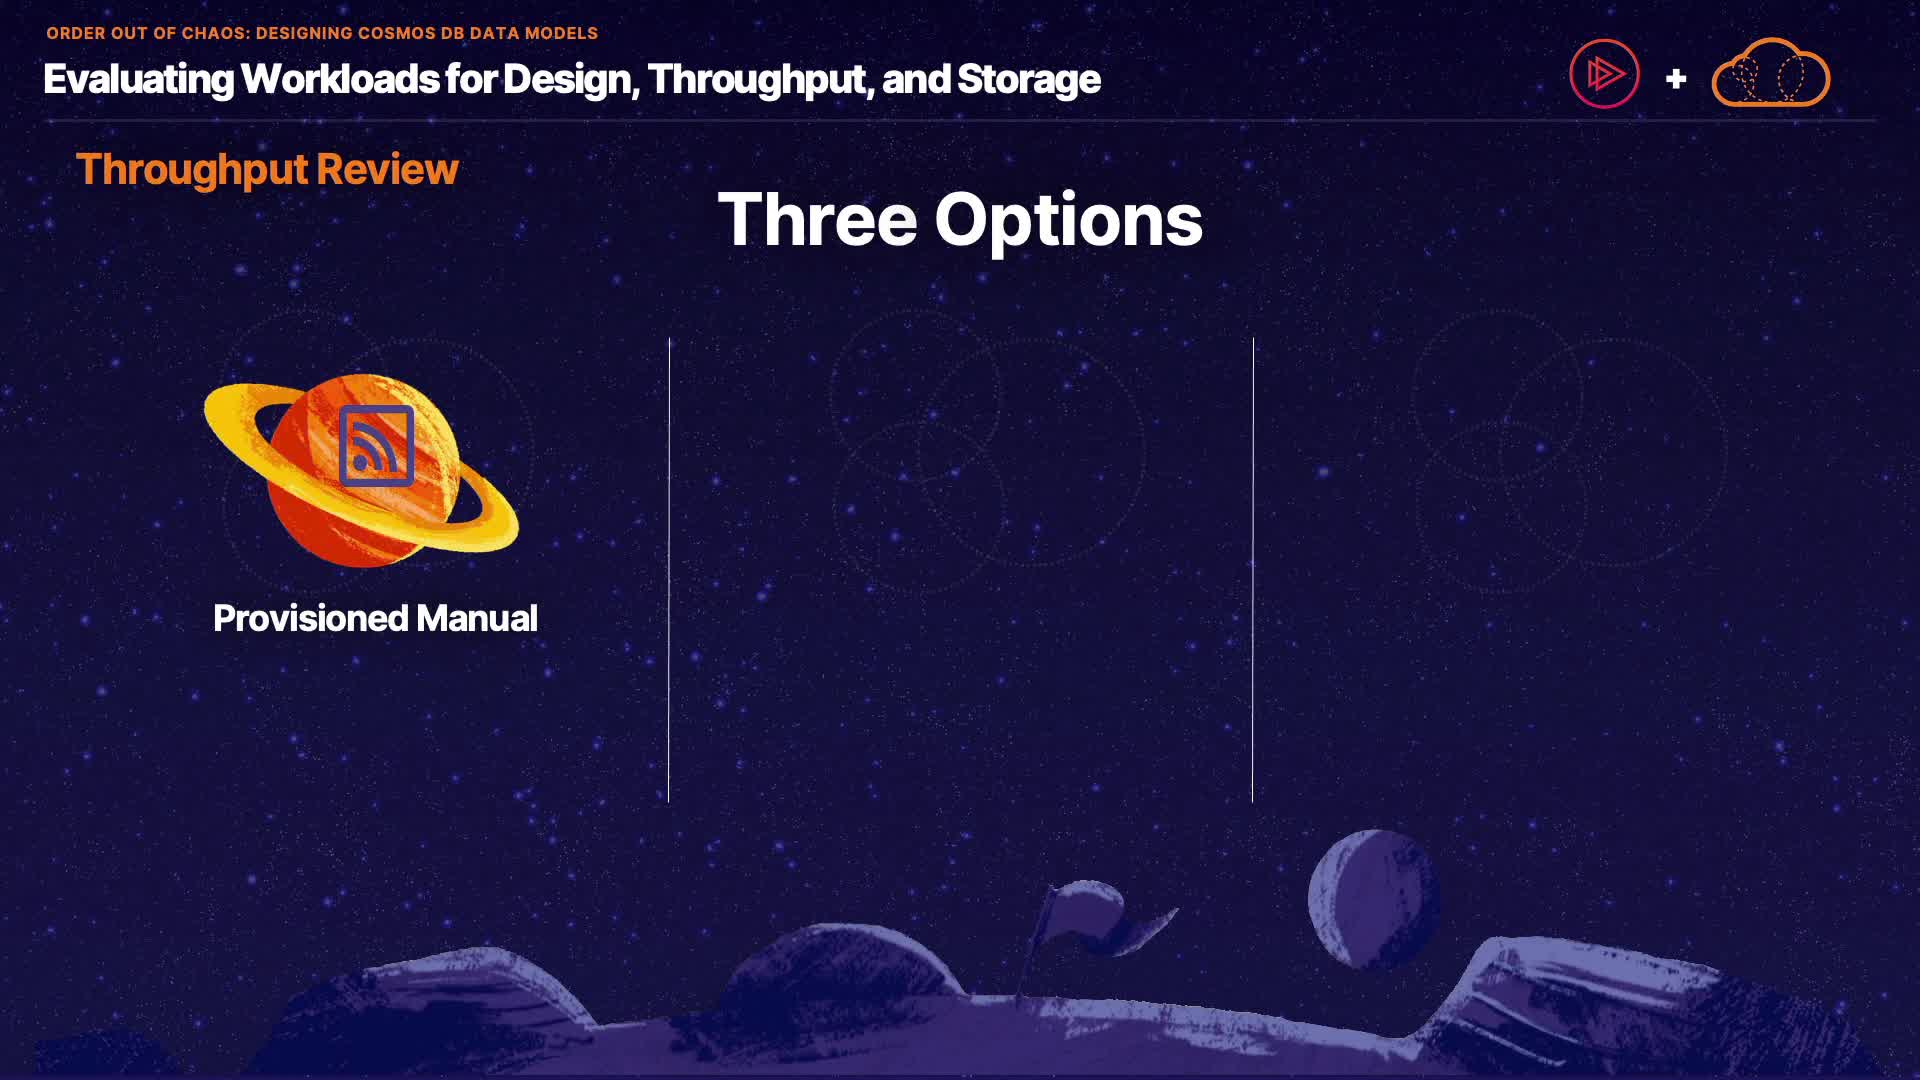 ORDER OUT OF CHAOS: DESIGNING COSMOS DB DATA MODELS
Evaluating Workloads for Design, Throughput, and Storage
+
Throughput Review
Three Options
Provisioned Manual